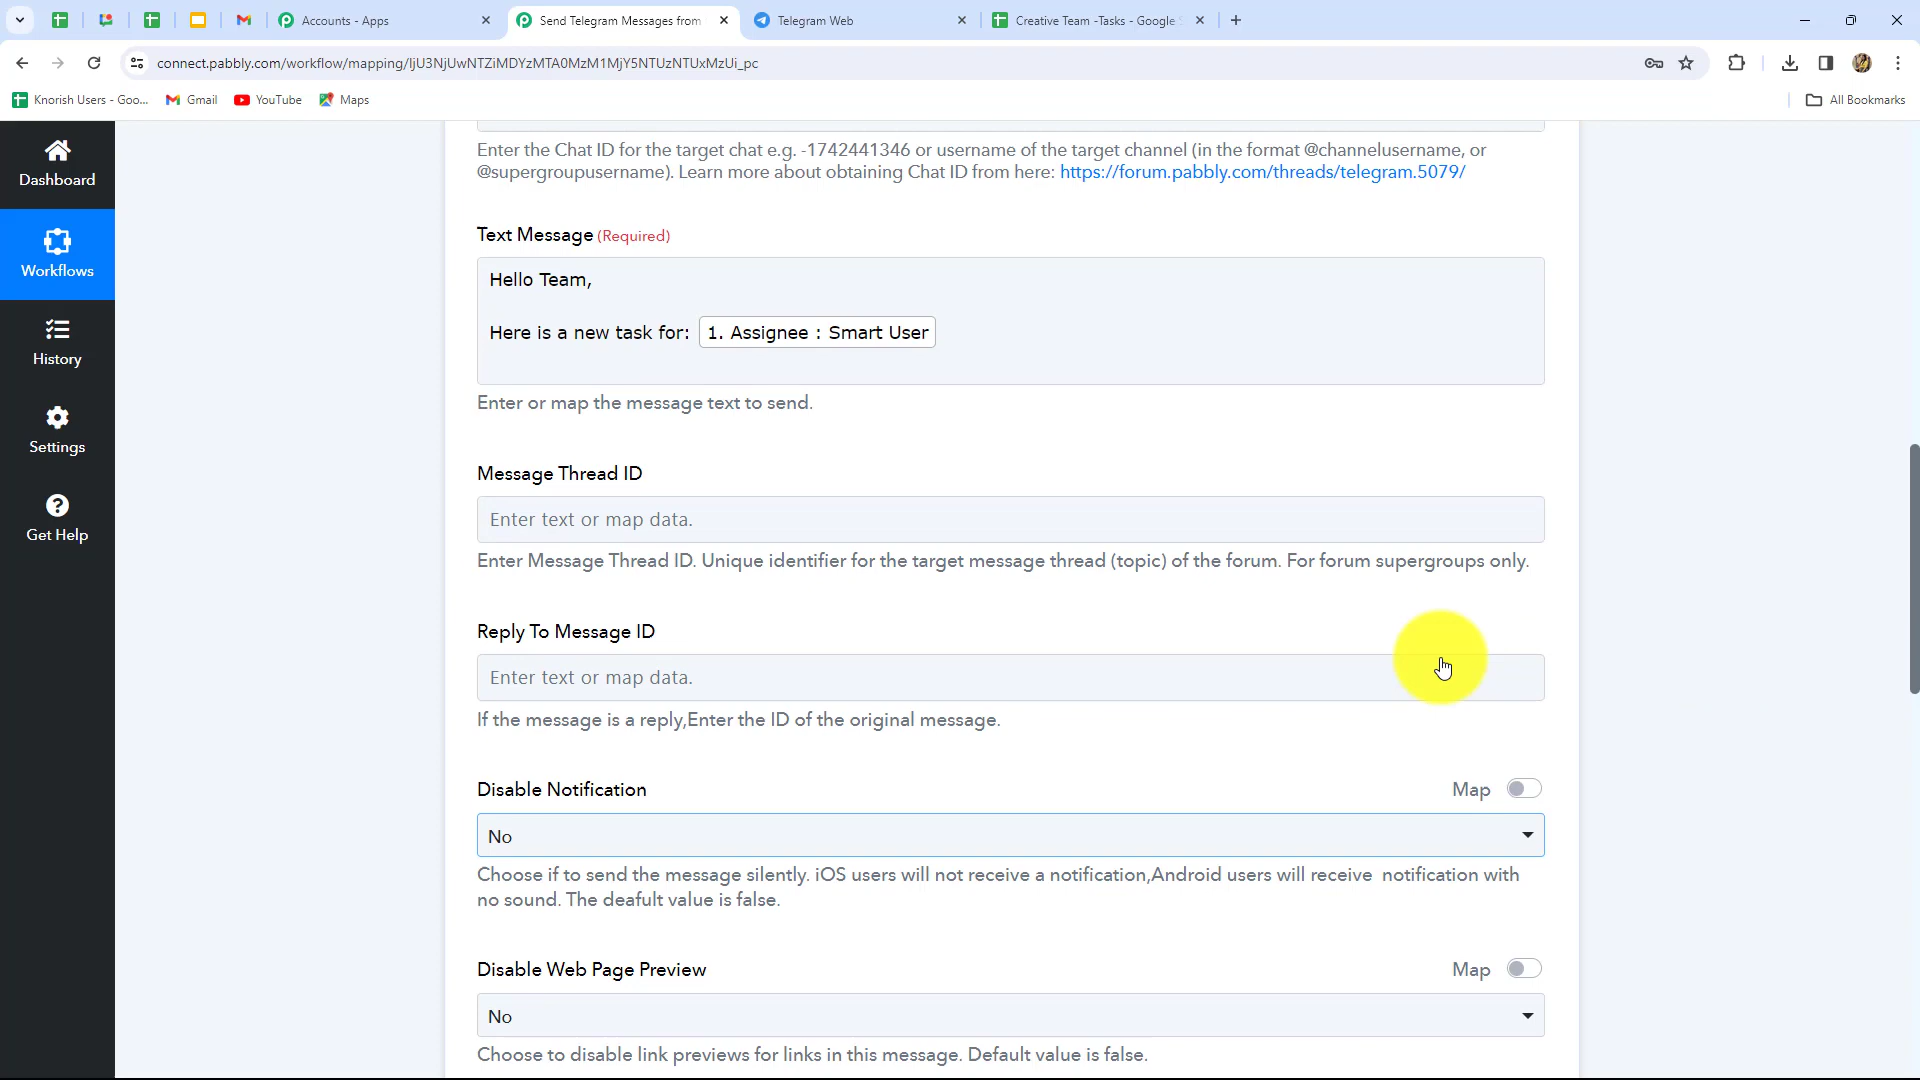 Accounts - Apps
Send Telegram Messages from
Telegram Web
Creative Team -Tasks - Google
connect.pabbly.com/workflow/mapping/IjU3NjUwNTZiMDYzMTA0MzM1MjY5NTUzNTUxMzUi_pc
Knorish Users - Goo...
Gmail
YouTube
Maps
All Bookmarks
Dashboard
Workflows
History
Settings
Get Help
Enter the Chat ID for the target chat e.g. -1742441346 or username of the target channel (in the format @channelusername, or
@supergroupusername). Learn more about obtaining Chat ID from here: https://forum.pabbly.com/threads/telegram.5079/
Text Message (Required)
Hello Team,
Here is a new task for: 1. Assignee : Smart User
Enter or map the message text to send.
Message Thread ID
Enter text or map data.
Enter Message Thread ID. Unique identifier for the target message thread (topic) of the forum. For forum supergroups only.
Reply To Message ID
Enter text or map data.
If the message is a reply,Enter the ID of the original message.
Disable Notification
Map
No
Choose if to send the message silently. iOS users will not receive a notification,Android users will receive notification with
no sound. The deafult value is false.
Disable Web Page Preview
Map
No
Choose to disable link previews for links in this message. Default value is false.